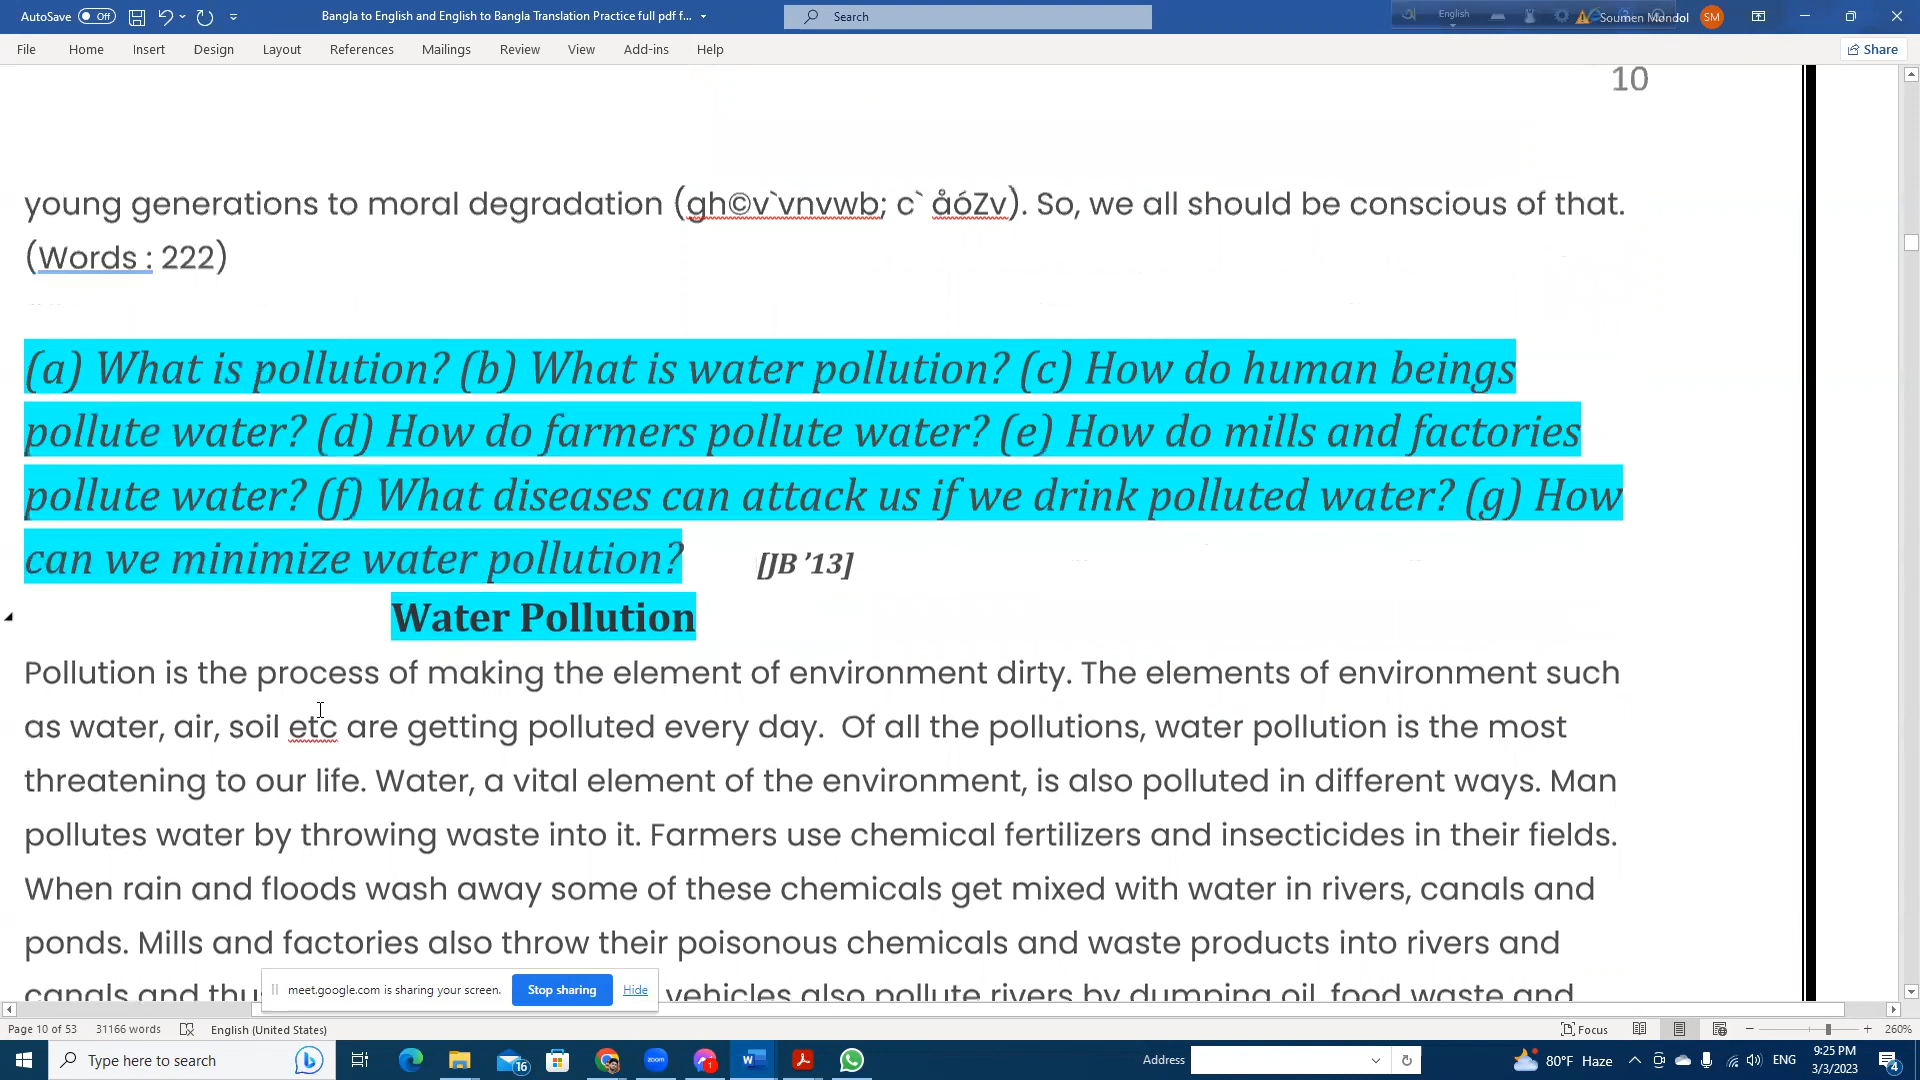 AutoSave Off Bangla to English and English to Bangla Translation Practice full pdf f... Search English Soumen Mondol SM
File Home Insert Design Layout References Mailings Review View Add-ins Help Share
10
young generations to moral degradation (gh©v`vnvwb; c` åóZv). So, we all should be conscious of that.
(Words : 222)
(a) What is pollution? (b) What is water pollution? (c) How do human beings
pollute water? (d) How do farmers pollute water? (e) How do mills and factories
pollute water? (f) What diseases can attack us if we drink polluted water? (g) How
can we minimize water pollution? [JB ’13]
Water Pollution
Pollution is the process of making the element of environment dirty. The elements of environment such
as water, air, soil etc are getting polluted every day. Of all the pollutions, water pollution is the most
threatening to our life. Water, a vital element of the environment, is also polluted in different ways. Man
pollutes water by throwing waste into it. Farmers use chemical fertilizers and insecticides in their fields.
When rain and floods wash away some of these chemicals get mixed with water in rivers, canals and
ponds. Mills and factories also throw their poisonous chemicals and waste products into rivers and
canals and thu vehicles also pollute rivers by dumping oil, food waste and
meet.google.com is sharing your screen. Stop sharing Hide
Page 10 of 53 31166 words English (United States) Focus 260%
Type here to search 16 zoom 1 Address 80°F Haze ENG 9:25 PM
3/3/2023 4